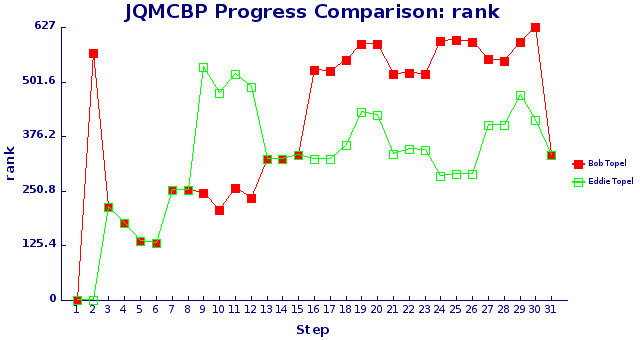 JQMCBP Progress Comparison: rank
627
501.6
376.2
250.8
125.4
0
rank
1 2 3 4 5 6 7 8 9 10 11 12 13 14 15 16 17 18 19 20 21 22 23 24 25 26 27 28 29 30 31
Step
Bob Topel
Eddie Topel